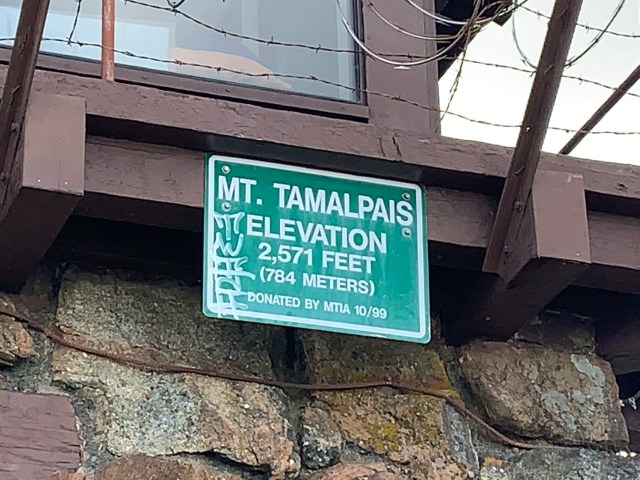 MT. TAMALPAIS
ELEVATION
2,571 FEET
(784 METERS)
DONATED BY MTIA 10/99